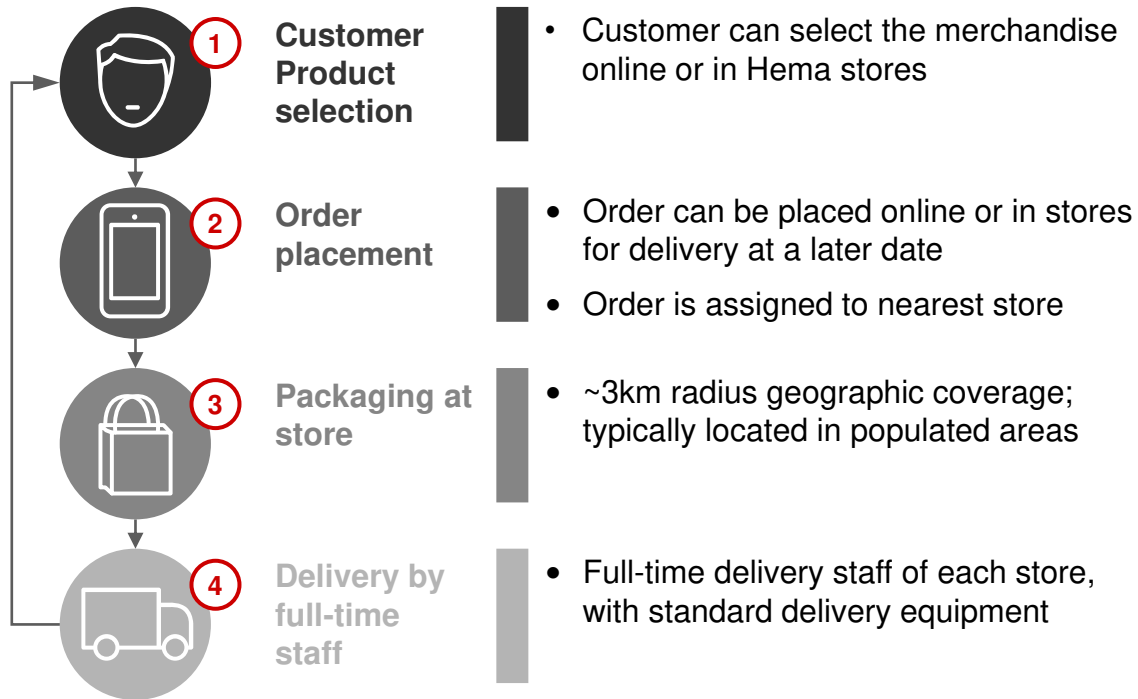 1
Customer
Product
selection
• Customer can select the merchandise
online or in Hema stores
2
Order
placement
• Order can be placed online or in stores
for delivery at a later date
• Order is assigned to nearest store
3
Packaging at
store
• ~3km radius geographic coverage;
typically located in populated areas
4
Delivery by
full-time
staff
• Full-time delivery staff of each store,
with standard delivery equipment